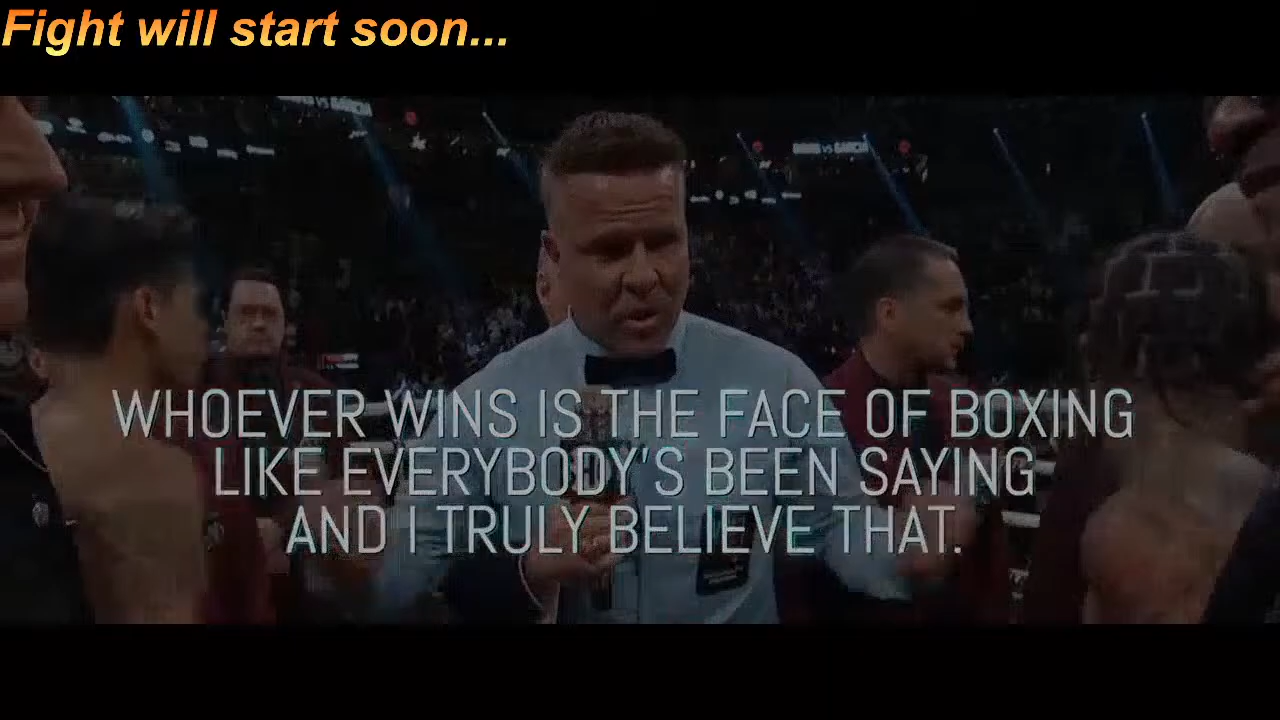 Fight will start soon...
WHOEVER WINS IS THE FACE OF BOXING
LIKE EVERYBODY'S BEEN SAYING
AND I TRULY BELIEVE THAT.